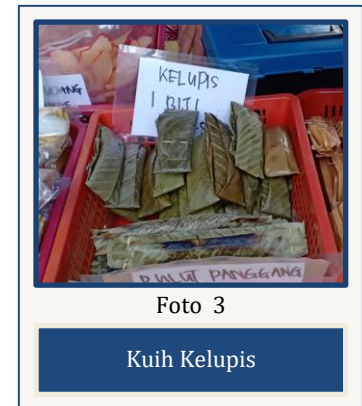 KELUPIS
1 BIJI
PULUT PANGGANG
Foto 3
Kuih Kelupis